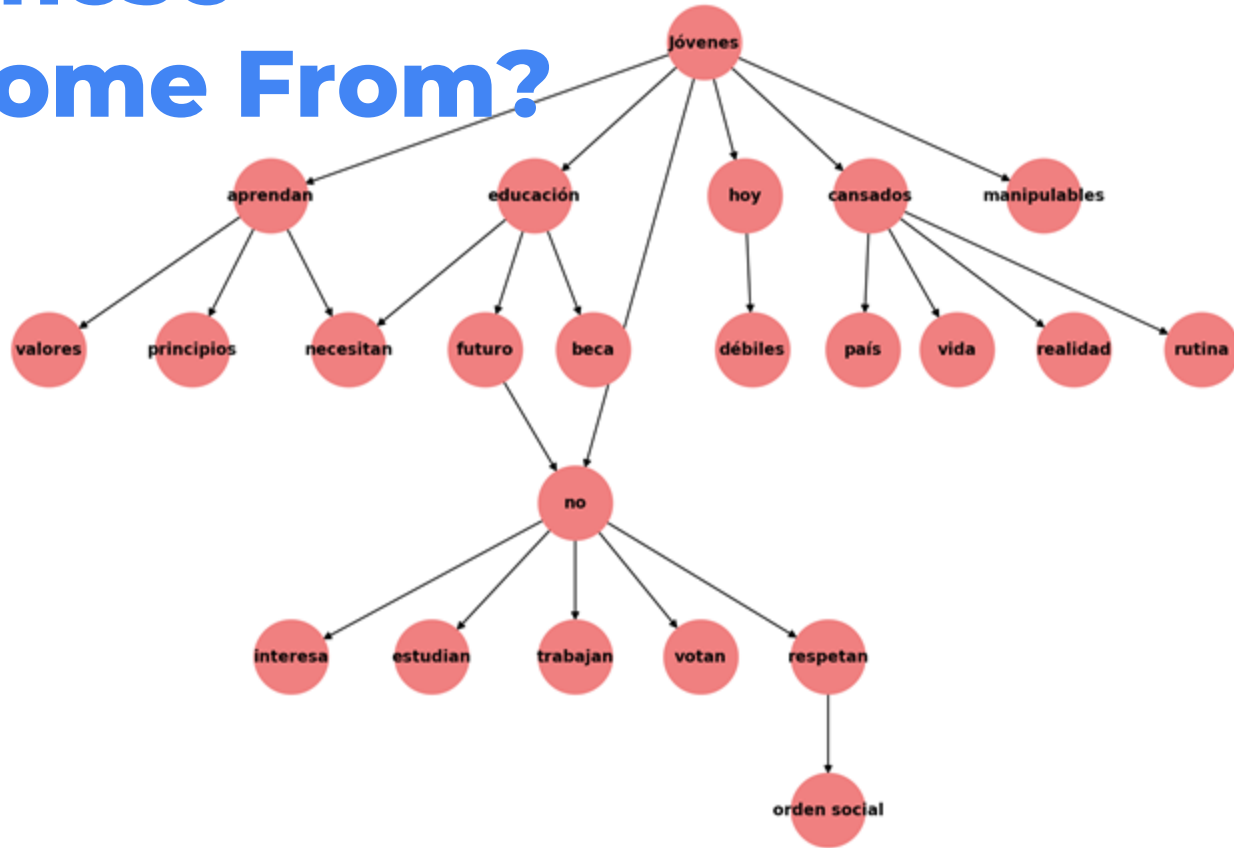 ome From?
Jóvenes
aprendan
educación
hoy
cansados
manipulables
valores
principios
necesitan
futuro
beca
débiles
país
vida
realidad
rutina
no
interesa
estudian
trabajan
votan
respetan
orden social